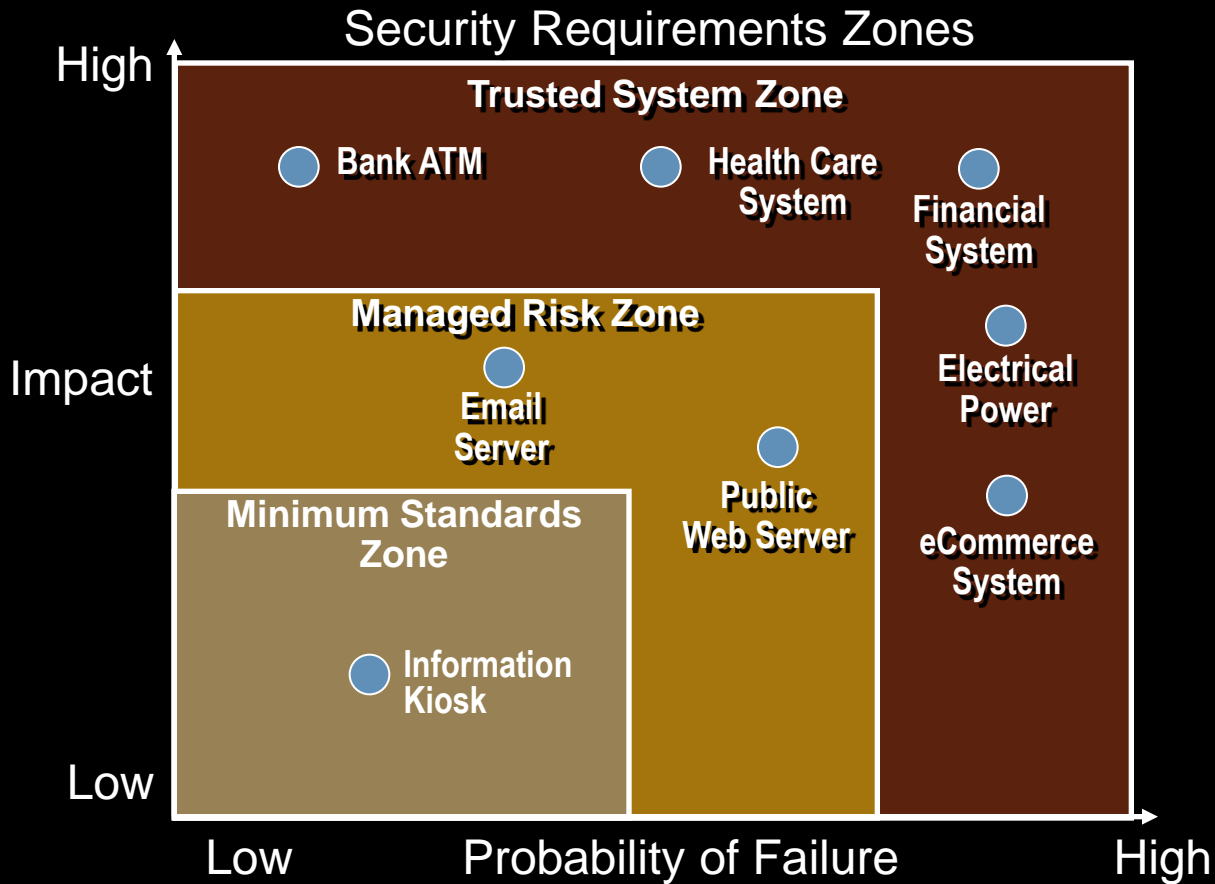 Security Requirements Zones
High
Trusted System Zone
Bank ATM
Health Care
System
Financial
System
Managed Risk Zone
Impact
Email
Server
Electrical
Power
Public
Web Server
Minimum Standards
Zone
eCommerce
System
Information
Kiosk
Low
Low
Probability of Failure
High